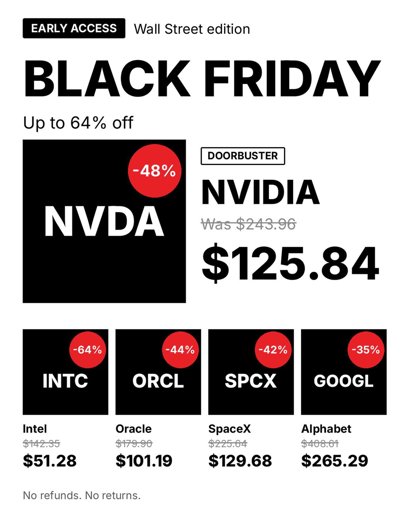 EARLY ACCESS Wall Street edition
BLACK FRIDAY
Up to 64% off
-48%
NVDA
DOORBUSTER
NVIDIA
Was $243.96
$125.84
-64%
INTC
Intel
$142.35
$51.28
-44%
ORCL
Oracle
$179.90
$101.19
-42%
SPCX
SpaceX
$225.64
$129.68
-35%
GOOGL
Alphabet
$408.61
$265.29
No refunds. No returns.